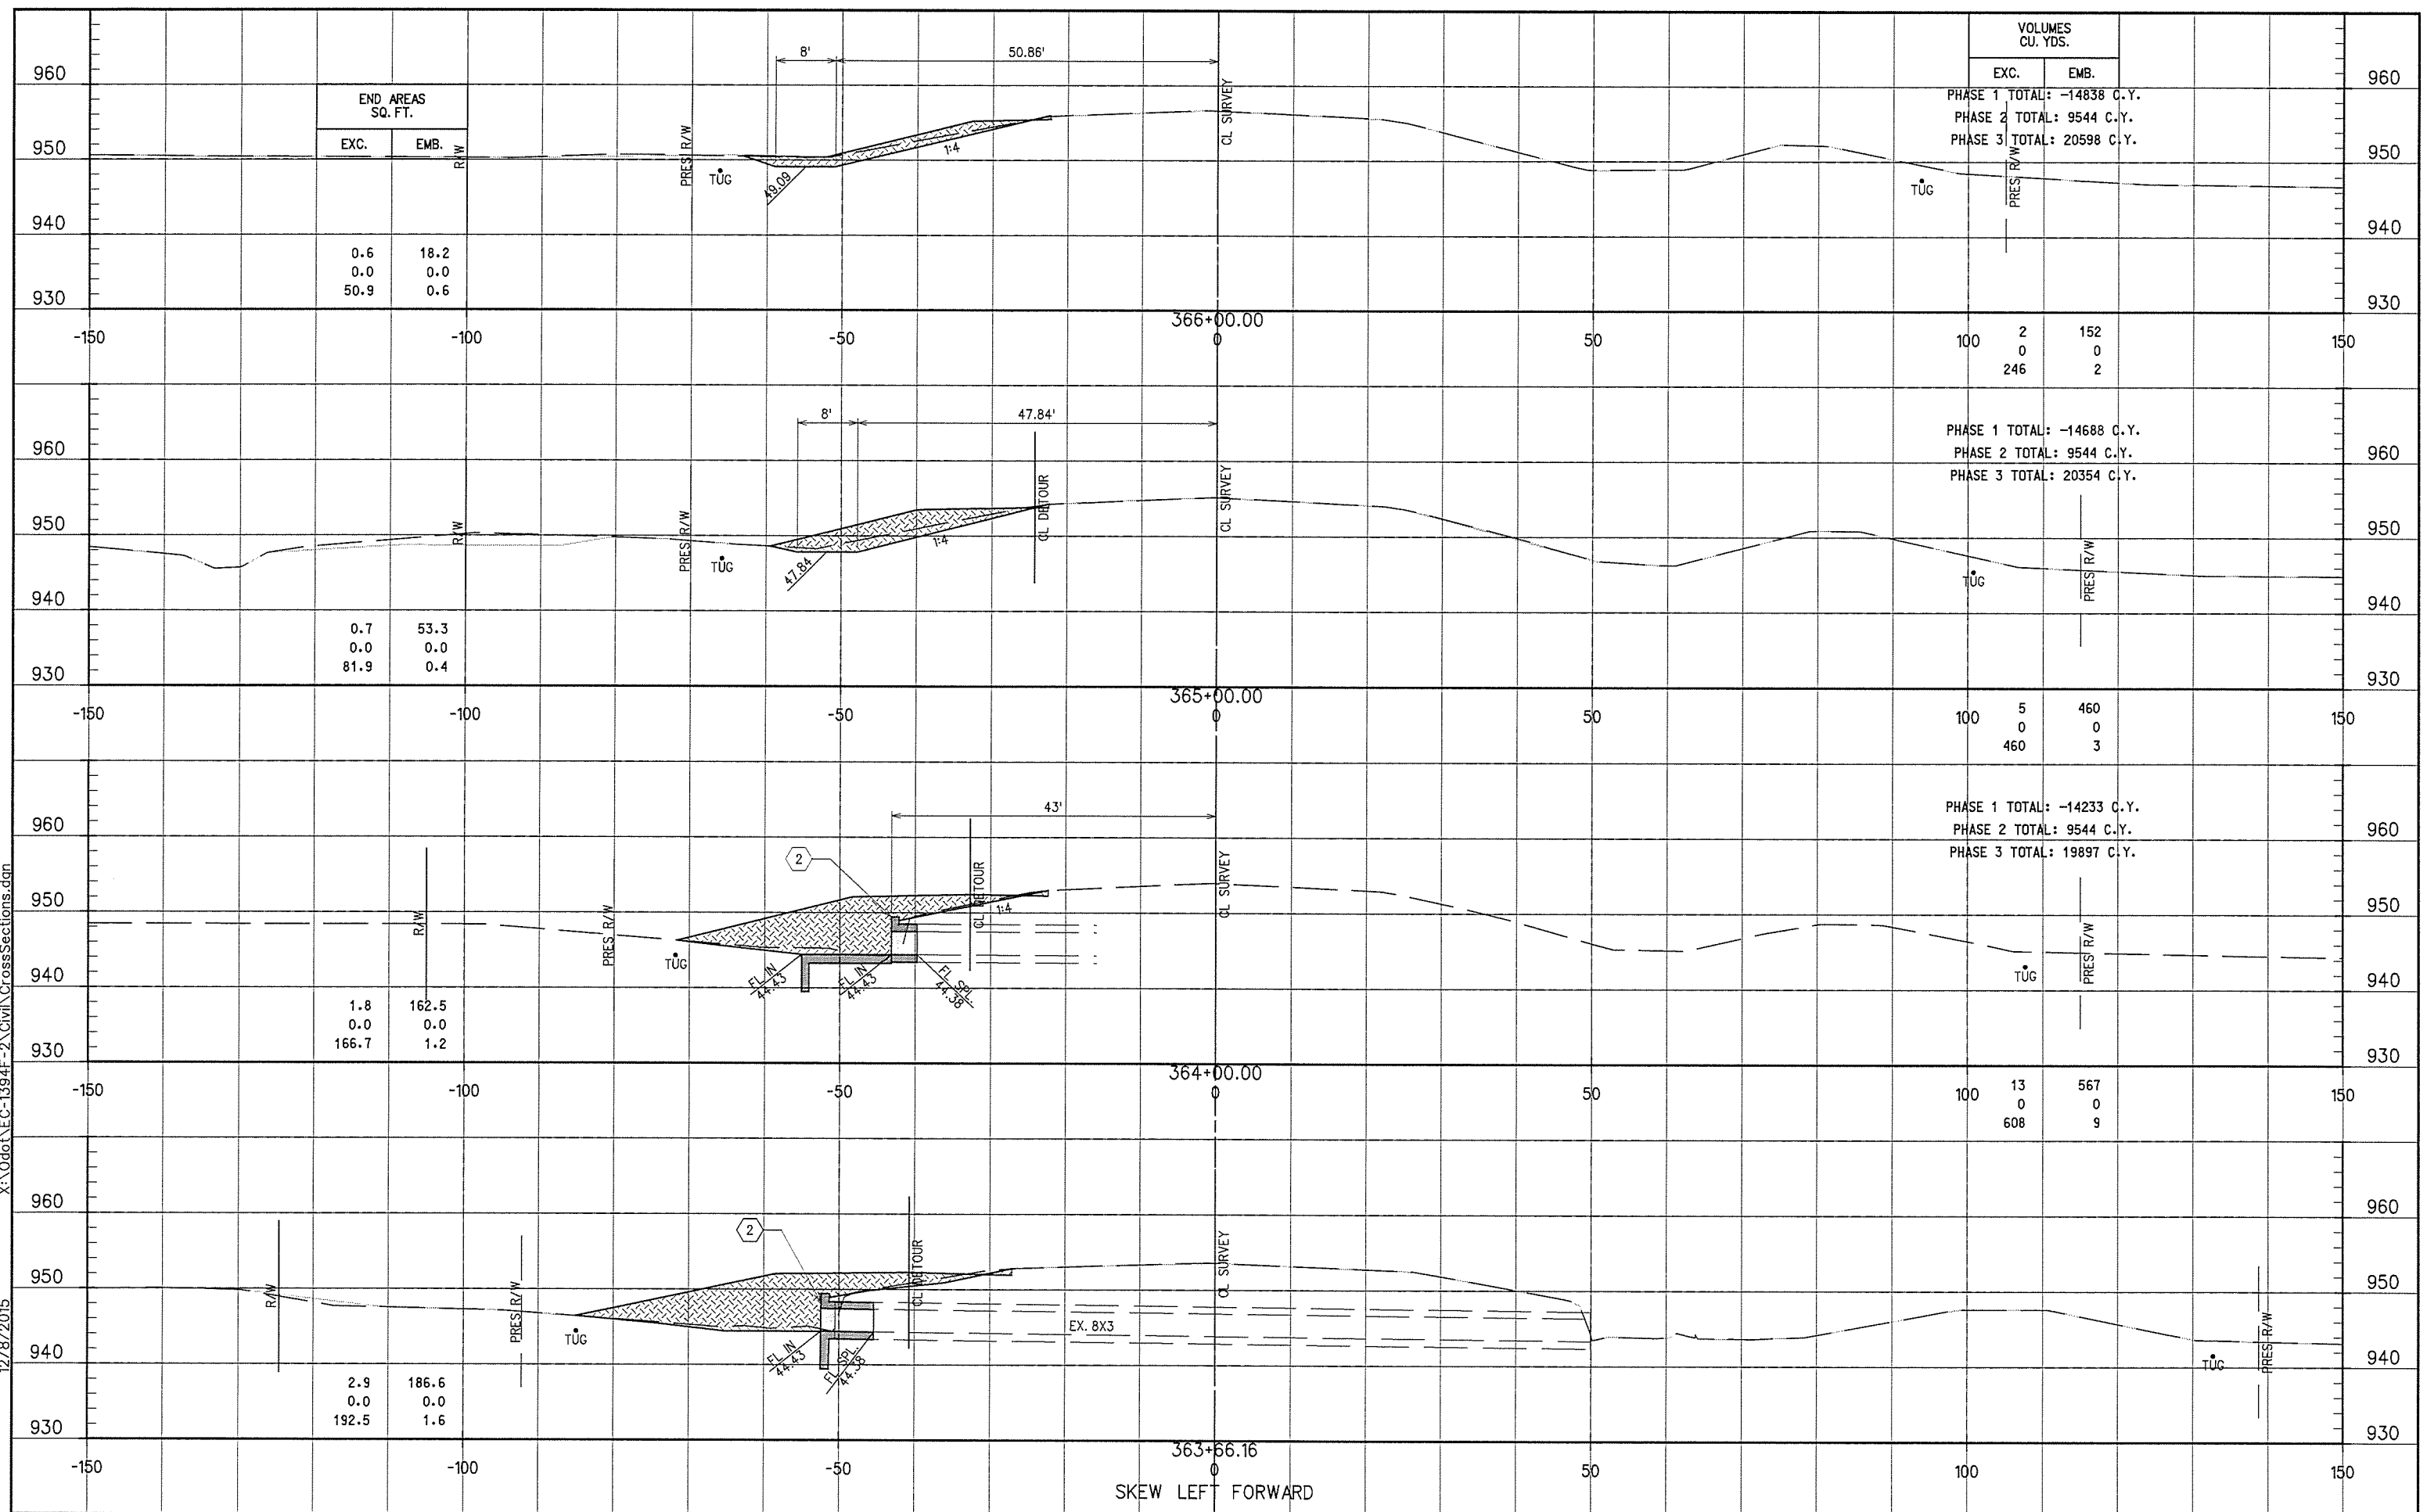 VOLUMES
CU. YDS.
EXC. EMB.
PHASE 1 TOTAL: -14838 C.Y.
PHASE 2 TOTAL: 9544 C.Y.
PHASE 3 TOTAL: 20598 C.Y.
END AREAS
SQ. FT.
EXC. EMB.
8' 50.86'
CL SURVEY
960 960
950 950
940 940
930 930
R/W
PRES R/W
TUG
49.09
1:4
TUG
PRES R/W
0.6 18.2
0.0 0.0
50.9 0.6
366+00.00
-150 -100 -50 0 50 100 150
2 152
0 0
246 2
8' 47.84'
PHASE 1 TOTAL: -14688 C.Y.
PHASE 2 TOTAL: 9544 C.Y.
PHASE 3 TOTAL: 20354 C.Y.
960 960
950 950
940 940
930 930
R/W
PRES R/W
TUG
47.84
1:4
CL DETOUR
CL SURVEY
TUG
PRES R/W
0.7 53.3
0.0 0.0
81.9 0.4
365+00.00
-150 -100 -50 0 50 100 150
5 460
0 0
460 3
43'
PHASE 1 TOTAL: -14233 C.Y.
PHASE 2 TOTAL: 9544 C.Y.
PHASE 3 TOTAL: 19897 C.Y.
960 960
950 950
940 940
930 930
2
R/W
PRES R/W
TUG
FL IN
44.43
FL IN
44.43
FL SPL.
44.38
1:4
CL DETOUR
CL SURVEY
TUG
PRES R/W
1.8 162.5
0.0 0.0
166.7 1.2
364+00.00
-150 -100 -50 0 50 100 150
13 567
0 0
608 9
960 960
950 950
940 940
930 930
2
R/W
PRES R/W
TUG
FL IN
44.43
FL SPL.
44.38
CL DETOUR
CL SURVEY
EX. 8X3
TUG
PRES R/W
2.9 186.6
0.0 0.0
192.5 1.6
363+66.16
-150 -100 -50 0 50 100 150
SKEW LEFT FORWARD
X:\Odot\EC-1394F-2\Civil\CrossSections.dgn
12/8/2015